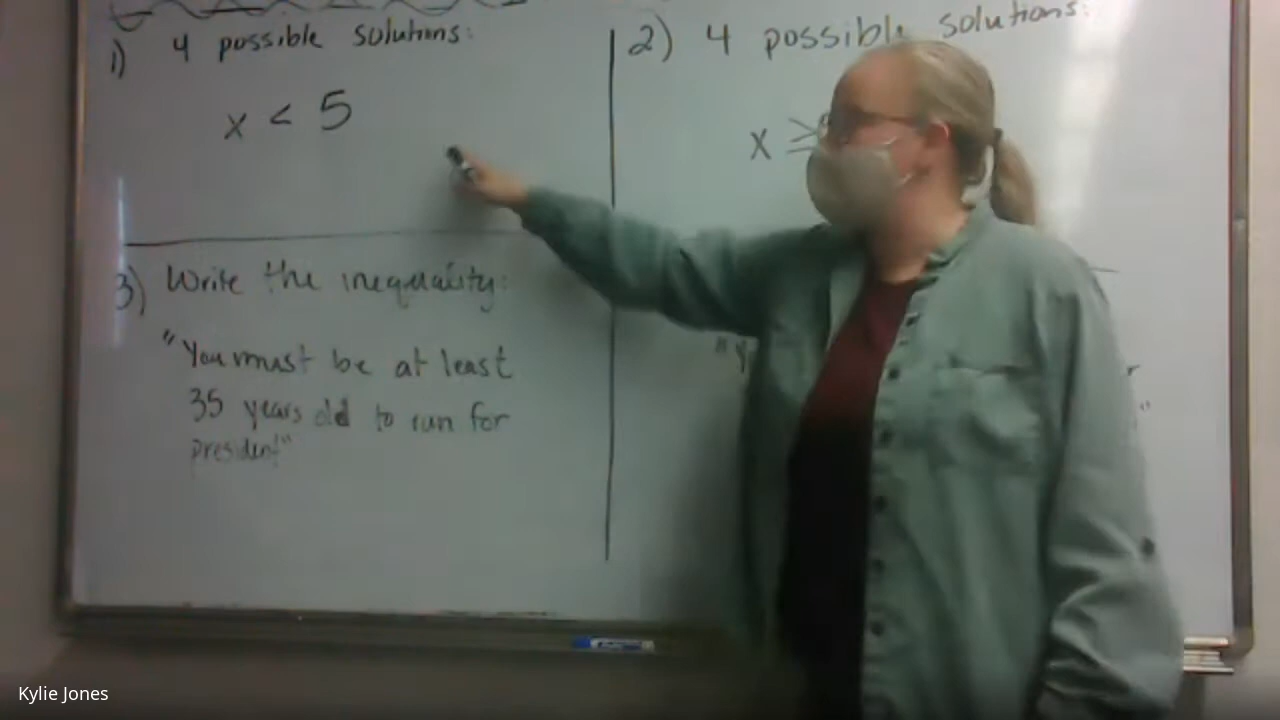 1) 4 possible solutions:
x < 5
2) 4 possible solutions:
x ≥
3) Write the inequality:
"You must be at least
35 years old to run for
president"
Kylie Jones